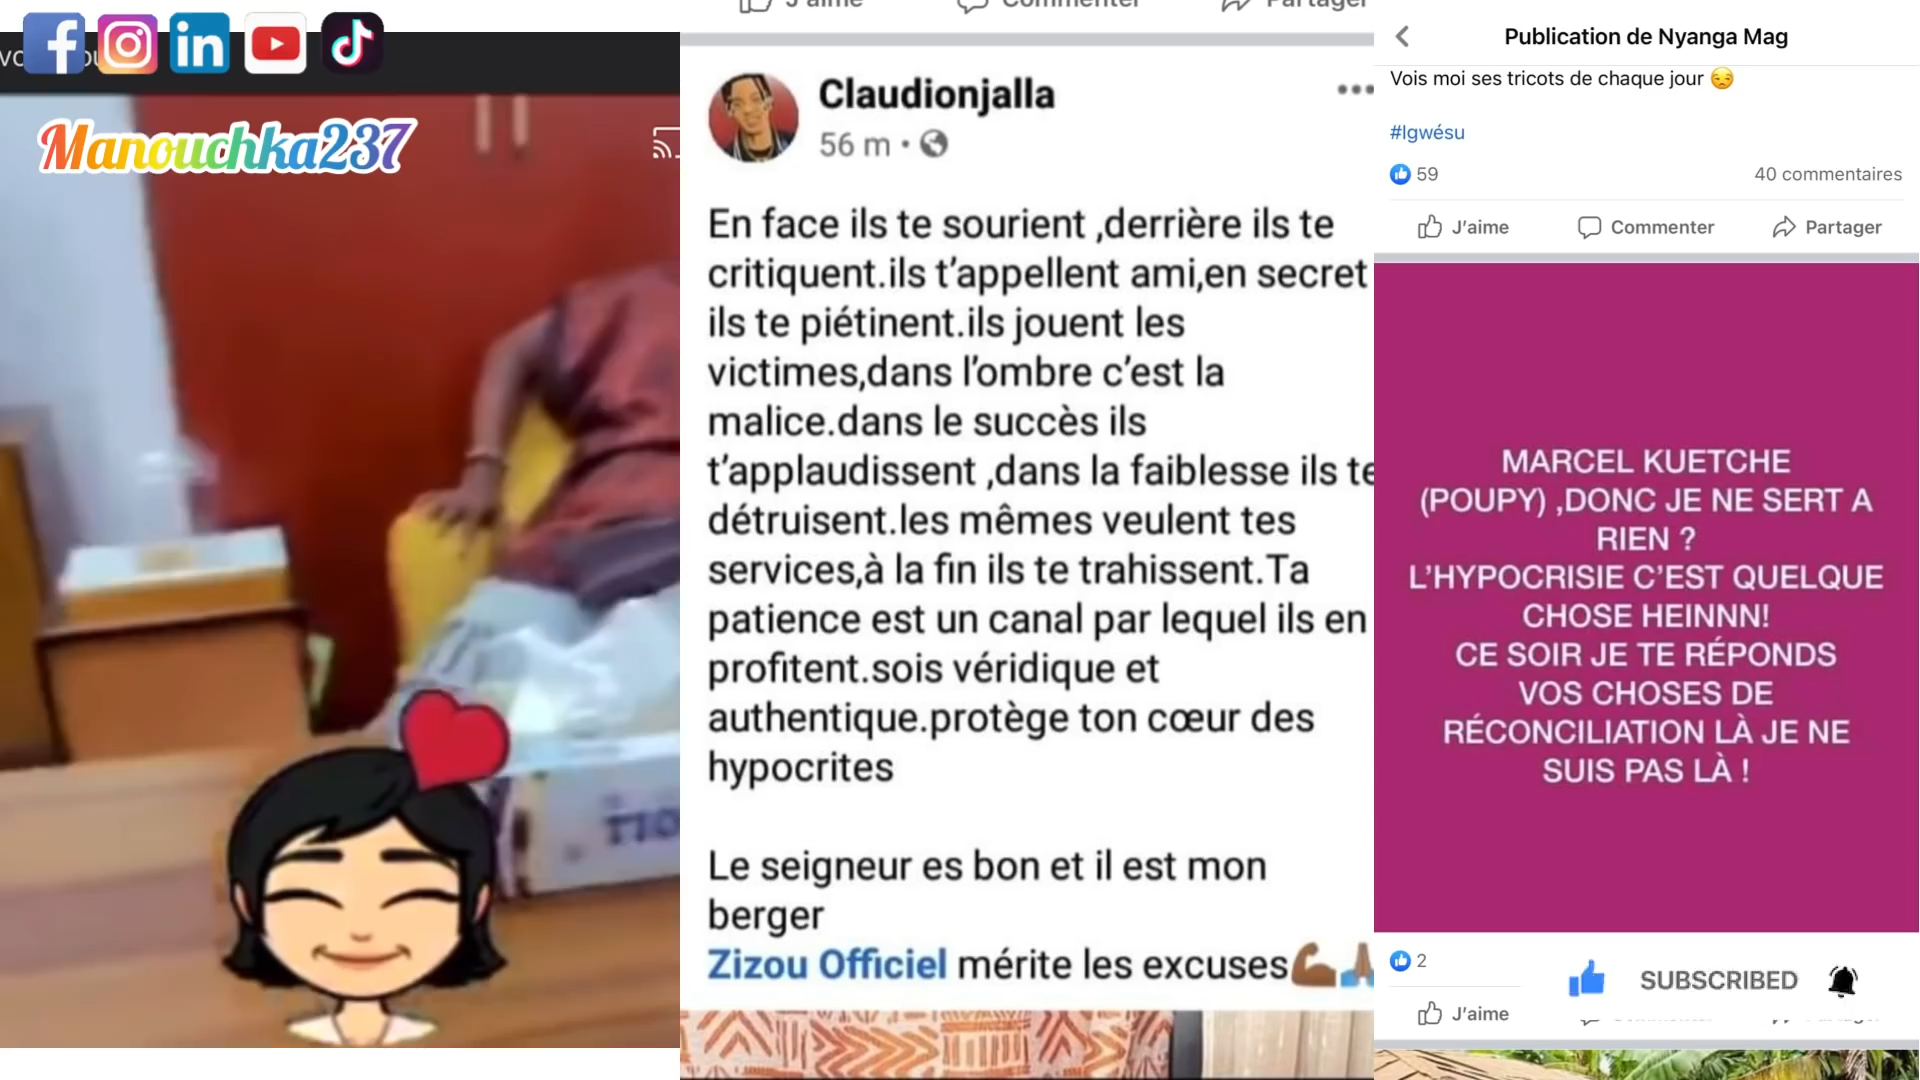 Manouchka237
J'aime
Commenter
Partager
Claudionjalla
56 m
En face ils te sourient ,derrière ils te
critiquent.ils t’appellent ami,en secret
ils te piétinent.ils jouent les
victimes,dans l’ombre c’est la
malice.dans le succès ils
t’applaudissent ,dans la faiblesse ils te
détruisent.les mêmes veulent tes
services,à la fin ils te trahissent.Ta
patience est un canal par lequel ils en
profitent.sois véridique et
authentique.protège ton cœur des
hypocrites
Le seigneur es bon et il est mon
berger
Zizou Officiel mérite les excuses
Publication de Nyanga Mag
Vois moi ses tricots de chaque jour
#Igwésu
59
40 commentaires
J’aime
Commenter
Partager
MARCEL KUETCHE
(POUPY) ,DONC JE NE SERT A
RIEN ?
L’HYPOCRISIE C’EST QUELQUE
CHOSE HEINNN!
CE SOIR JE TE RÉPONDS
VOS CHOSES DE
RÉCONCILIATION LÀ JE NE
SUIS PAS LÀ !
2
SUBSCRIBED
J’aime